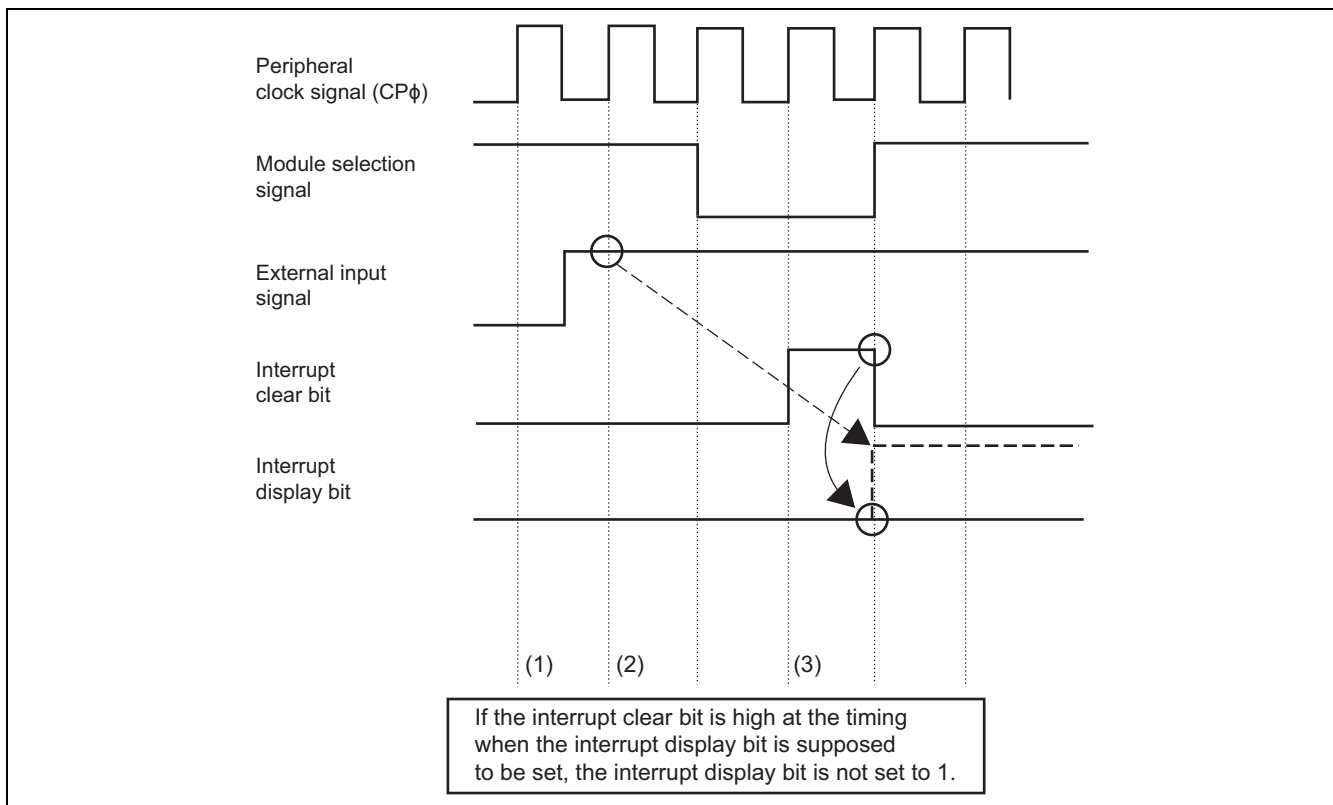 Peripheral
clock signal (CPϕ)
Module selection
signal
External input
signal
Interrupt
clear bit
Interrupt
display bit
(1) (2) (3)
If the interrupt clear bit is high at the timing
when the interrupt display bit is supposed
to be set, the interrupt display bit is not set to 1.